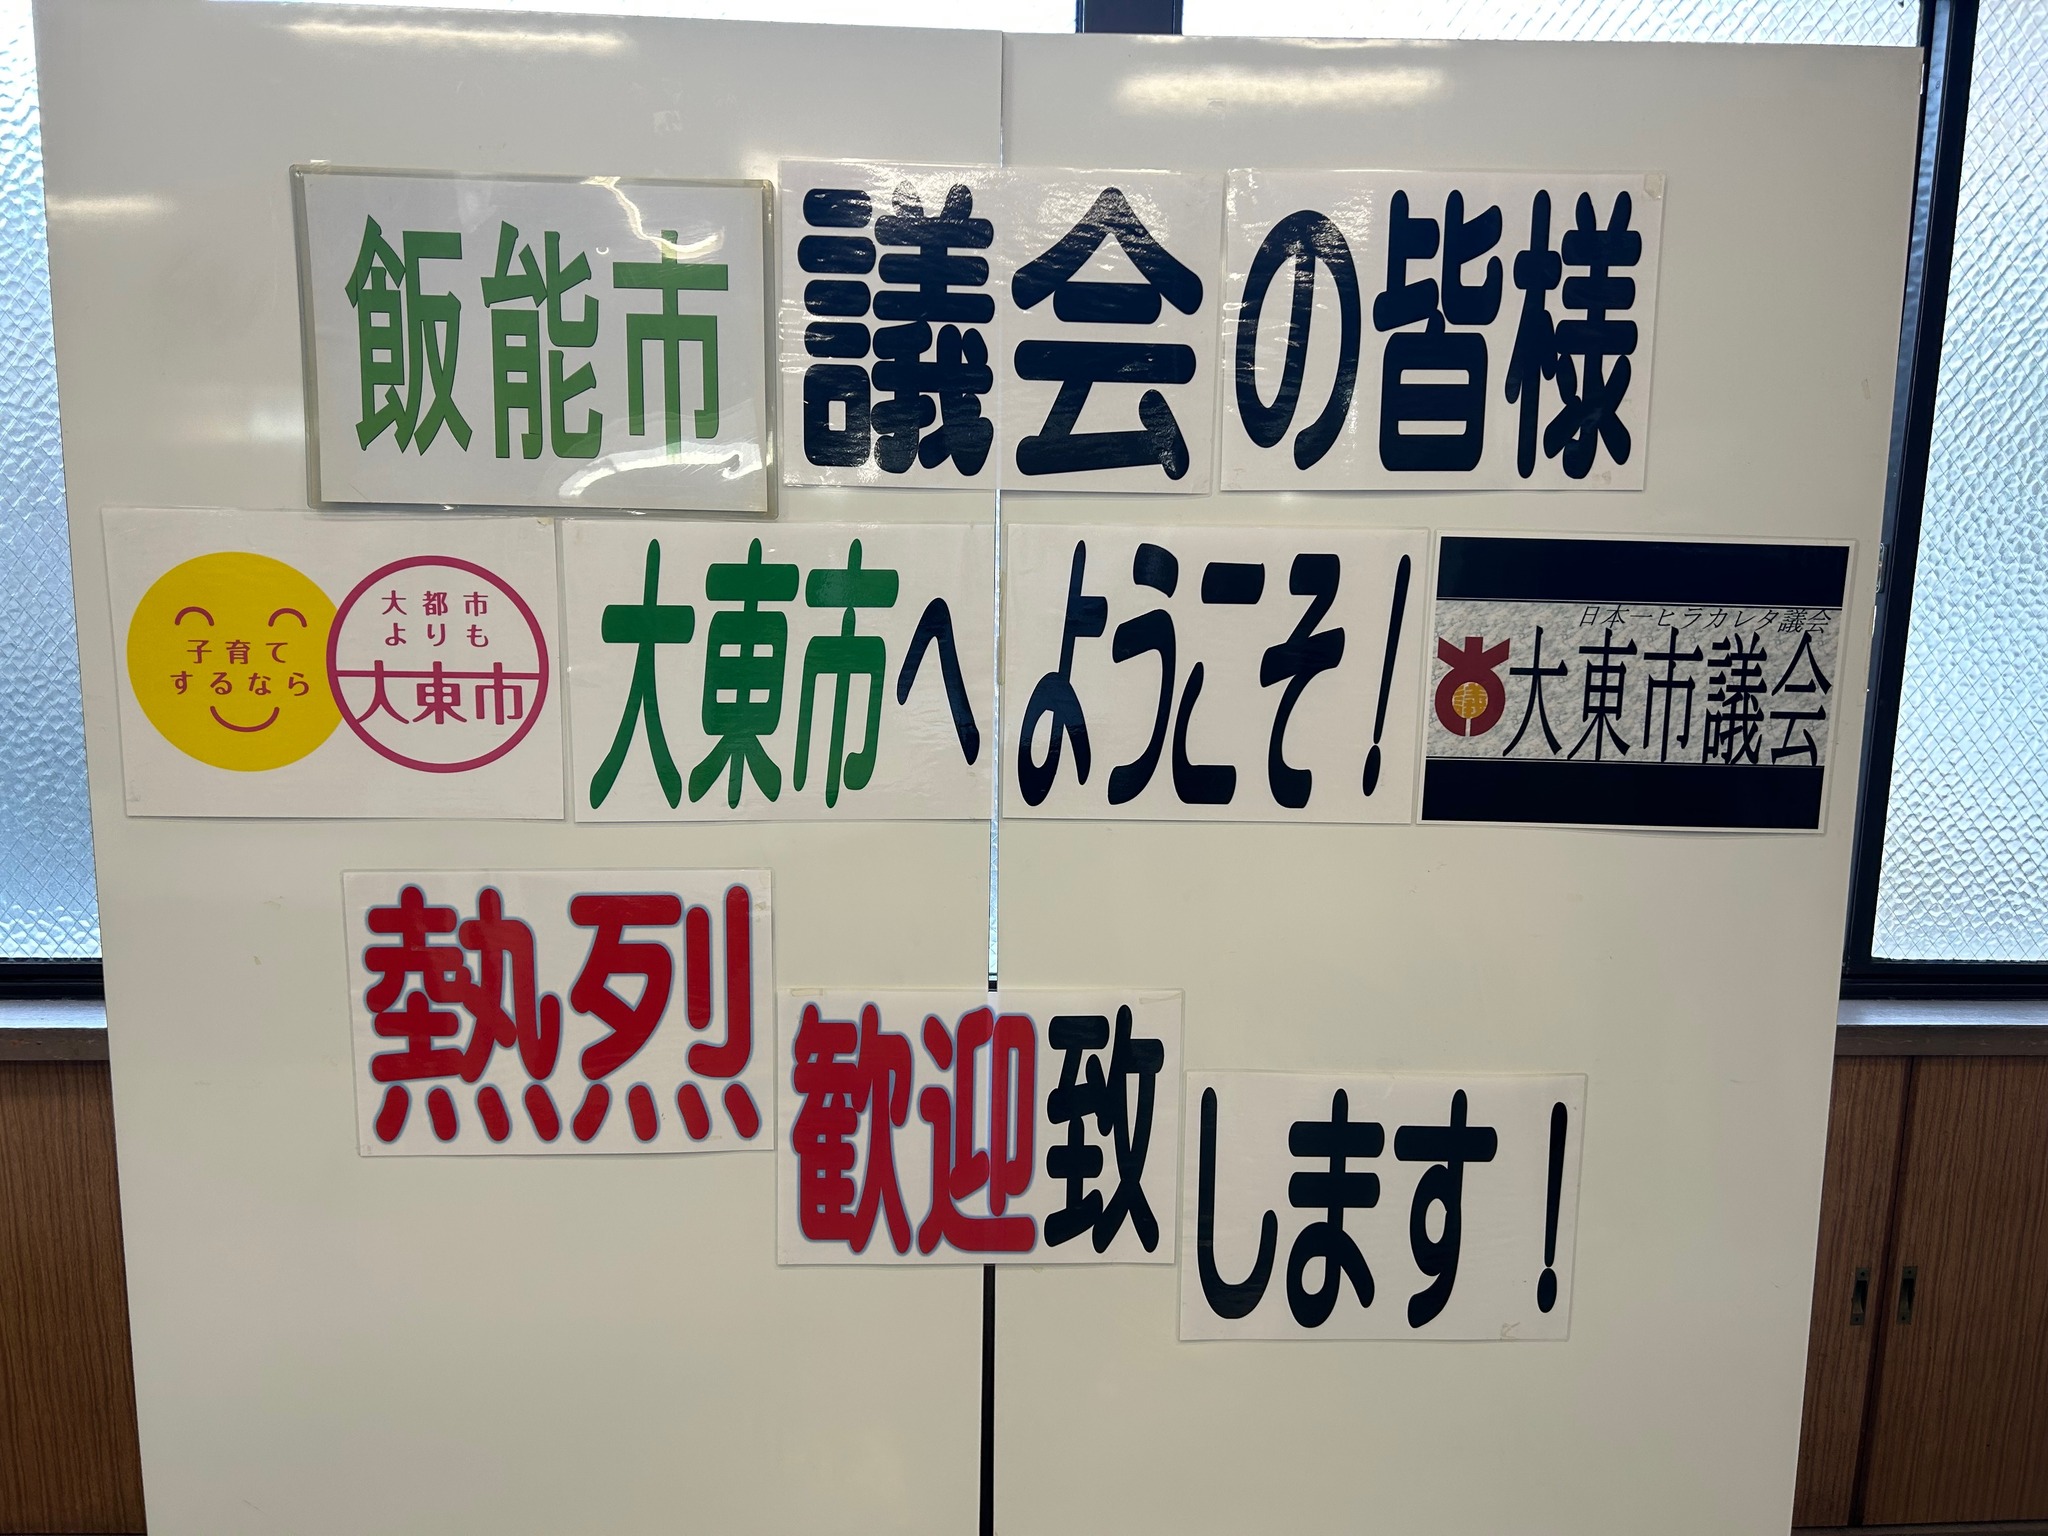 飯能市議会の皆様
子育て
するなら
大都市
よりも
大東市
大東市へようこそ！
日本一ヒラカレタ議会
議
大東市議会
熱烈歓迎致します！